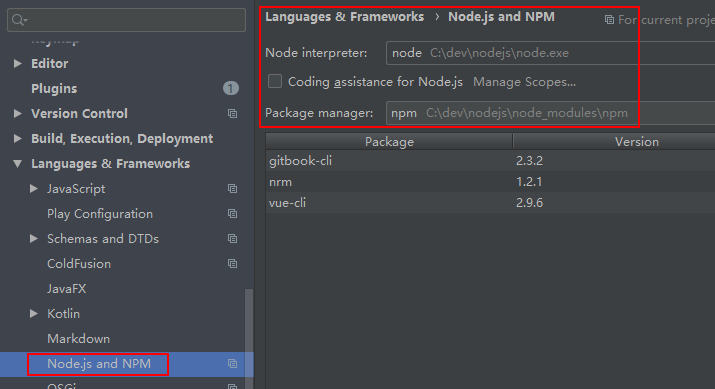 Keymap
Editor
Plugins 1
Version Control
Build, Execution, Deployment
Languages & Frameworks
JavaScript
Play Configuration
Schemas and DTDs
ColdFusion
JavaFX
Kotlin
Markdown
Node.js and NPM
OSGi
Languages & Frameworks › Node.js and NPM
For current proje
Node interpreter: node C:\dev\nodejs\node.exe
Coding assistance for Node.js Manage Scopes...
Package manager: npm C:\dev\nodejs\node_modules\npm
Package Version
gitbook-cli 2.3.2
nrm 1.2.1
vue-cli 2.9.6